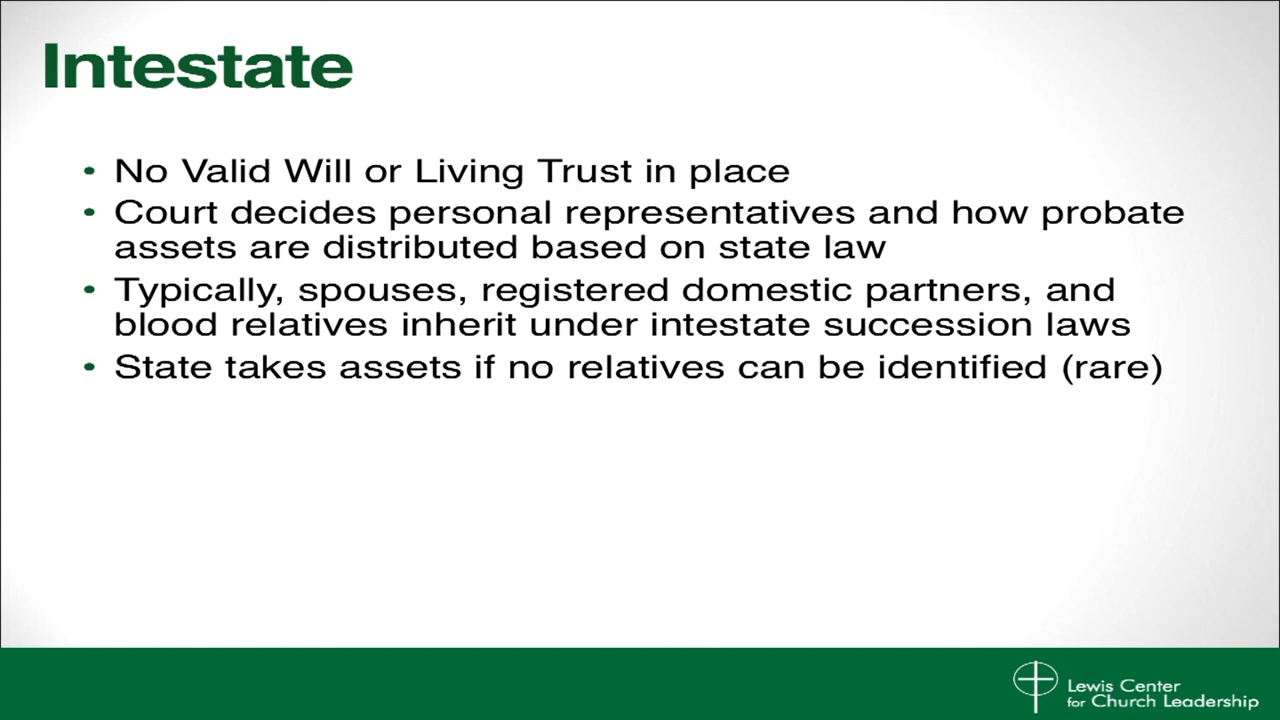 Intestate
• No Valid Will or Living Trust in place
• Court decides personal representatives and how probate
assets are distributed based on state law
• Typically, spouses, registered domestic partners, and
blood relatives inherit under intestate succession laws
• State takes assets if no relatives can be identified (rare)
Lewis Center
for Church Leadership